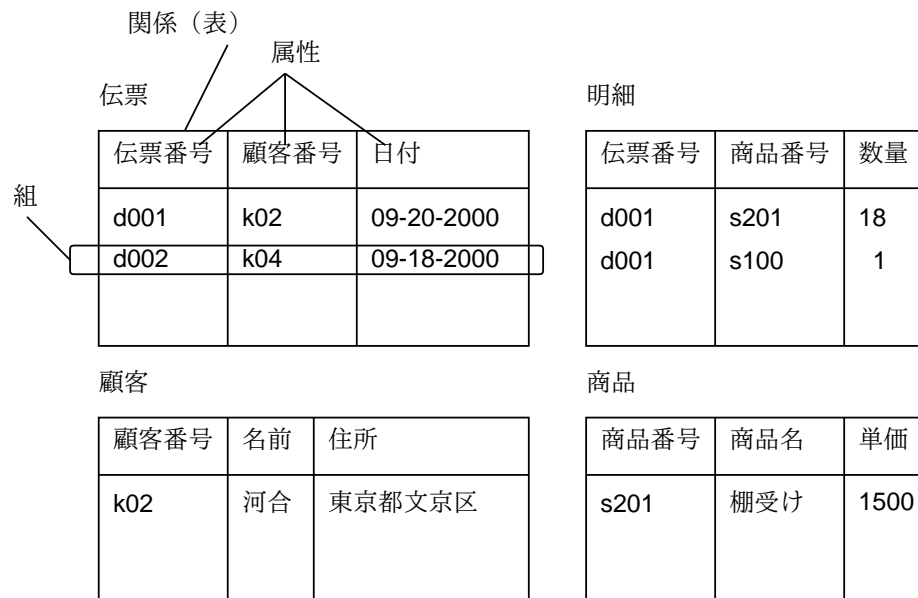 関係（表）
属性
伝票
伝票番号 顧客番号 日付
組
d001 k02 09-20-2000
d002 k04 09-18-2000
明細
伝票番号 商品番号 数量
d001 s201 18
d001 s100 1
顧客
顧客番号 名前 住所
k02 河合 東京都文京区
商品
商品番号 商品名 単価
s201 棚受け 1500